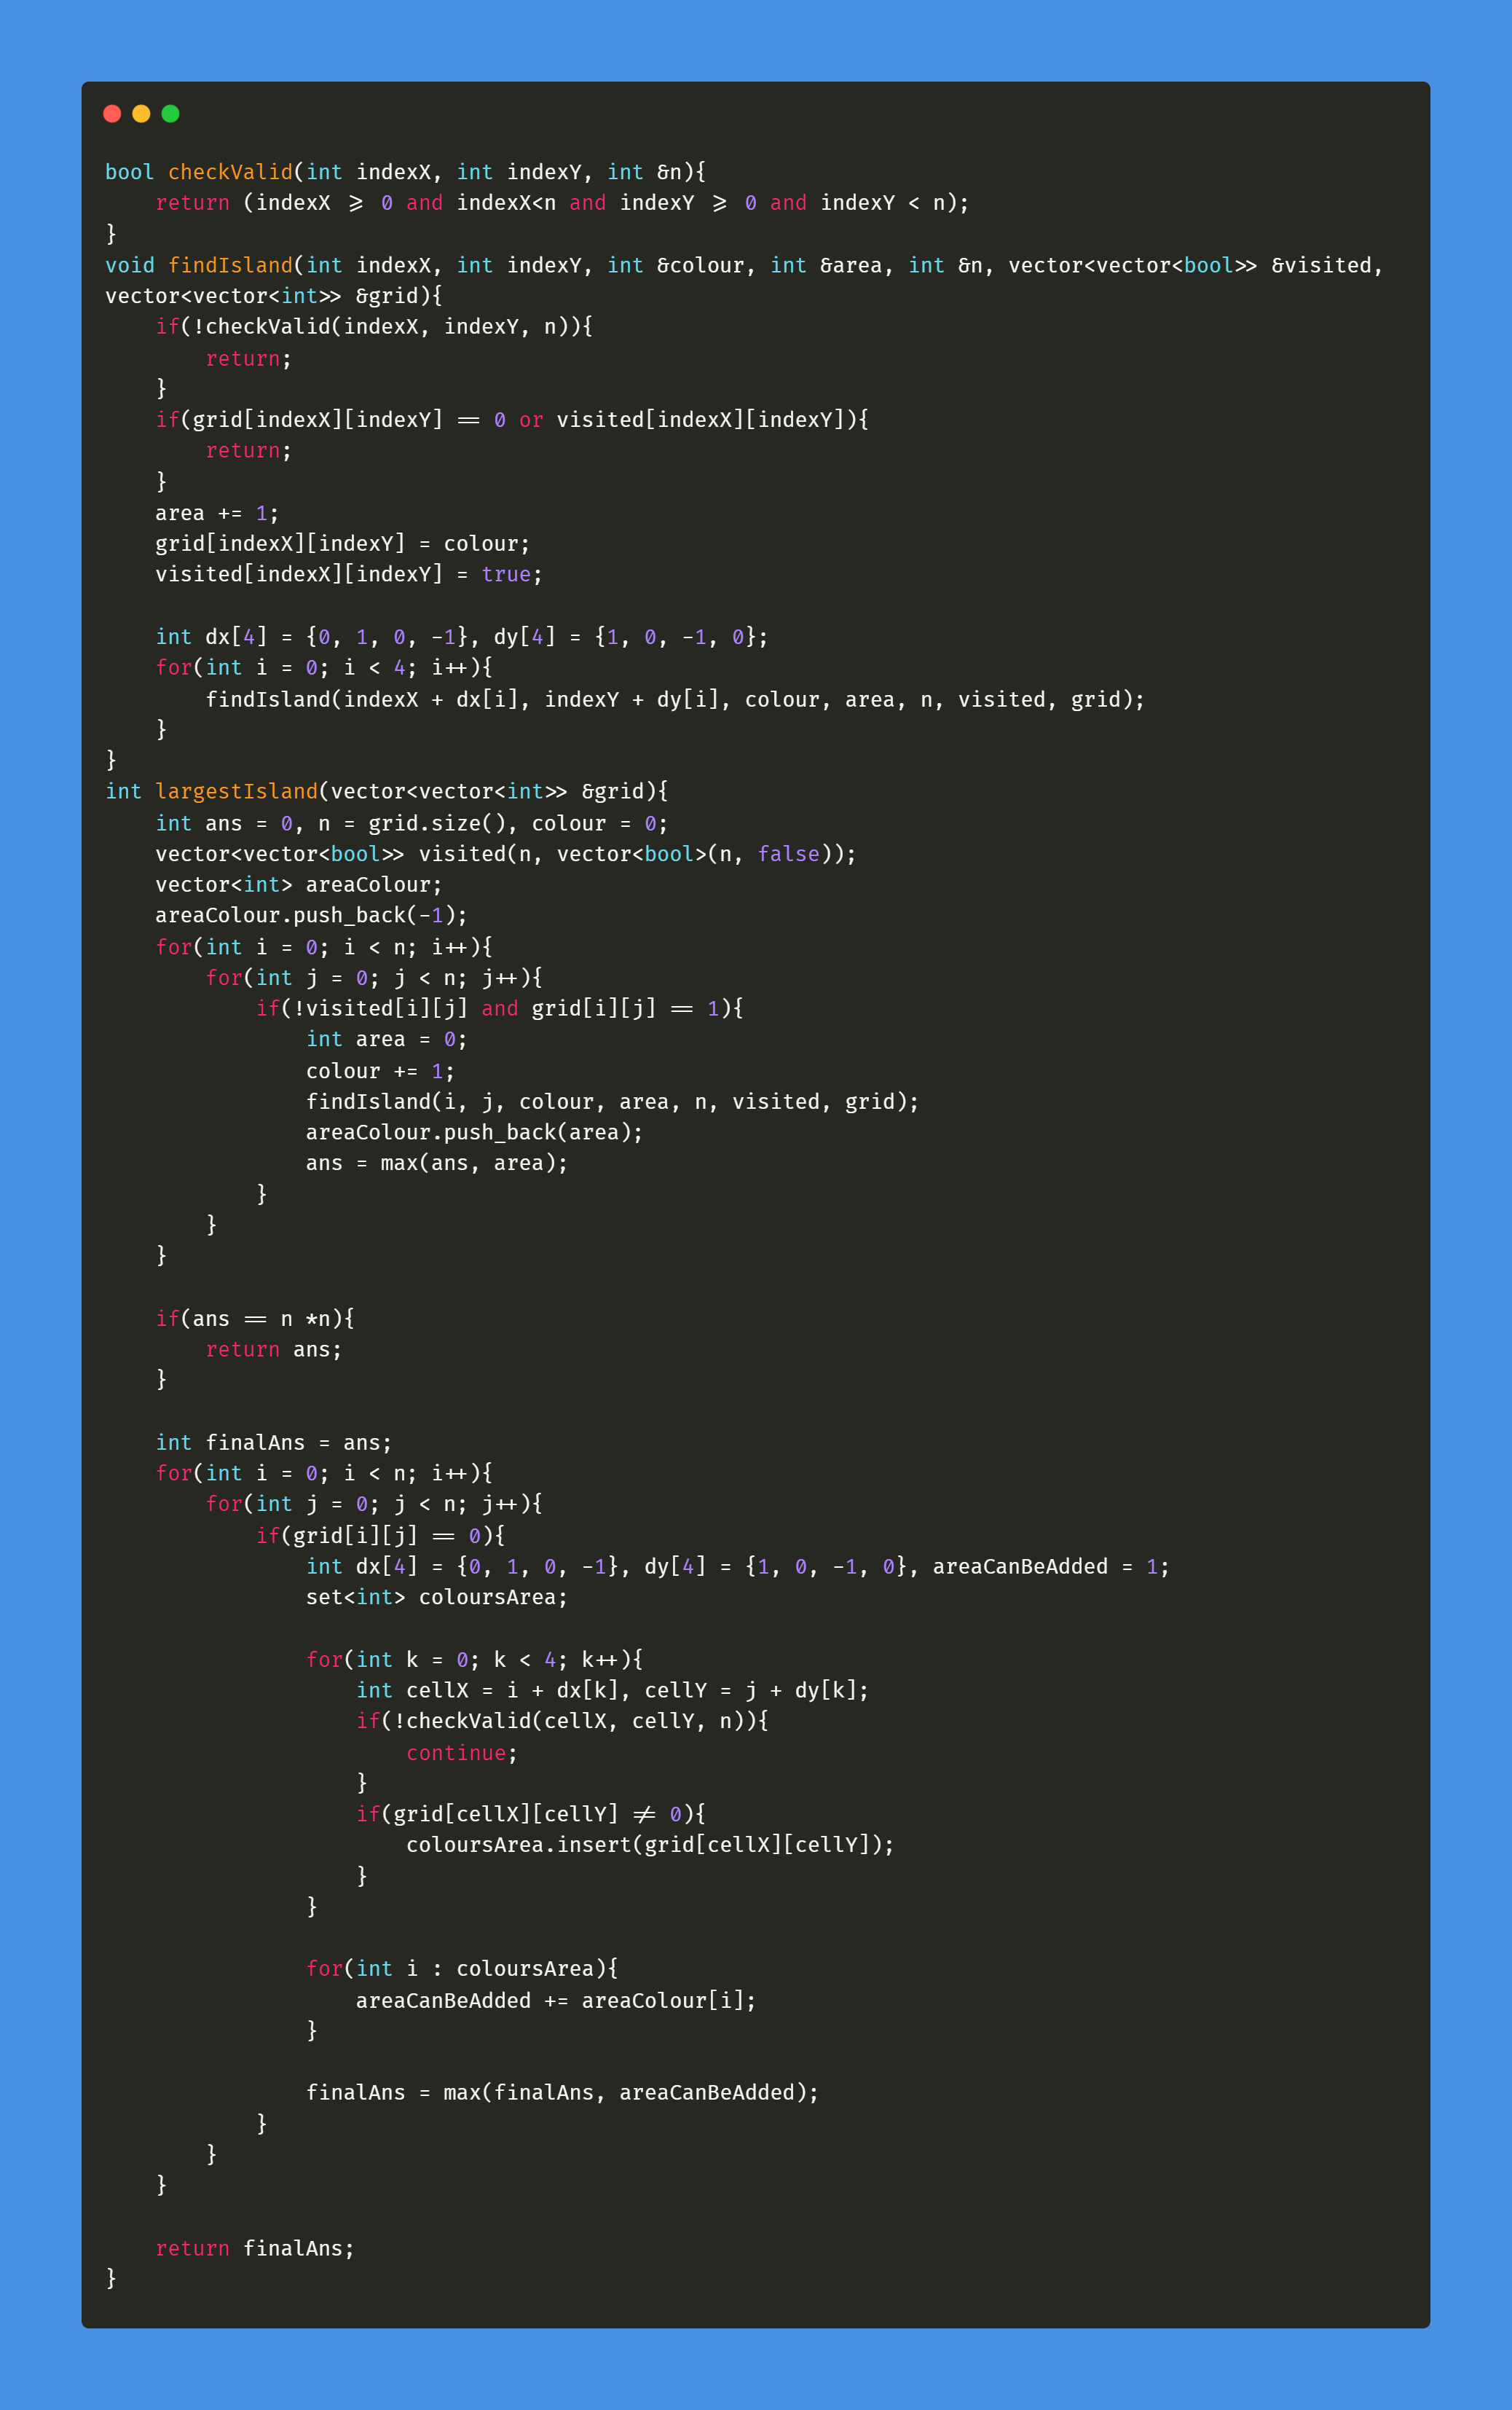 bool checkValid(int indexX, int indexY, int &n){
    return (indexX >= 0 and indexX<n and indexY >= 0 and indexY < n);
}
void findIsland(int indexX, int indexY, int &colour, int &area, int &n, vector<vector<bool>> &visited,
vector<vector<int>> &grid){
    if(!checkValid(indexX, indexY, n)){
        return;
    }
    if(grid[indexX][indexY] == 0 or visited[indexX][indexY]){
        return;
    }
    area += 1;
    grid[indexX][indexY] = colour;
    visited[indexX][indexY] = true;

    int dx[4] = {0, 1, 0, -1}, dy[4] = {1, 0, -1, 0};
    for(int i = 0; i < 4; i++){
        findIsland(indexX + dx[i], indexY + dy[i], colour, area, n, visited, grid);
    }
}
int largestIsland(vector<vector<int>> &grid){
    int ans = 0, n = grid.size(), colour = 0;
    vector<vector<bool>> visited(n, vector<bool>(n, false));
    vector<int> areaColour;
    areaColour.push_back(-1);
    for(int i = 0; i < n; i++){
        for(int j = 0; j < n; j++){
            if(!visited[i][j] and grid[i][j] == 1){
                int area = 0;
                colour += 1;
                findIsland(i, j, colour, area, n, visited, grid);
                areaColour.push_back(area);
                ans = max(ans, area);
            }
        }
    }

    if(ans == n *n){
        return ans;
    }

    int finalAns = ans;
    for(int i = 0; i < n; i++){
        for(int j = 0; j < n; j++){
            if(grid[i][j] == 0){
                int dx[4] = {0, 1, 0, -1}, dy[4] = {1, 0, -1, 0}, areaCanBeAdded = 1;
                set<int> coloursArea;

                for(int k = 0; k < 4; k++){
                    int cellX = i + dx[k], cellY = j + dy[k];
                    if(!checkValid(cellX, cellY, n)){
                        continue;
                    }
                    if(grid[cellX][cellY] != 0){
                        coloursArea.insert(grid[cellX][cellY]);
                    }
                }

                for(int i : coloursArea){
                    areaCanBeAdded += areaColour[i];
                }

                finalAns = max(finalAns, areaCanBeAdded);
            }
        }
    }

    return finalAns;
}